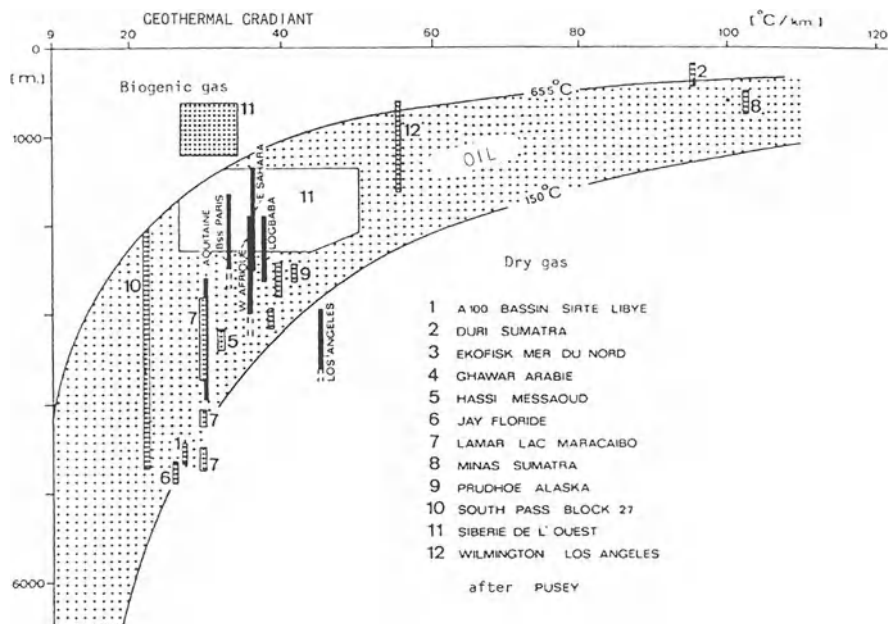 GEOTHERMAL GRADIANT
[°C/km.]
0 20 40 60 80 100 120
[m.]
Biogenic gas
11
655°C
2
8
12
1000
OIL
E SAHARA
11
150°C
AQUITAINE
Bss PARIS
W. AFRIQUE
LOGBABA
10
9
7
5
LOS ANGELES
Dry gas
7
1
7
6
6000
1 A100 BASSIN SIRTE LIBYE
2 DURI SUMATRA
3 EKOFISK MER DU NORD
4 GHAWAR ARABIE
5 HASSI MESSAOUD
6 JAY FLORIDE
7 LAMAR LAC MARACAIBO
8 MINAS SUMATRA
9 PRUDHOE ALASKA
10 SOUTH PASS BLOCK 27
11 SIBERIE DE L'OUEST
12 WILMINGTON LOS ANGELES
after PUSEY